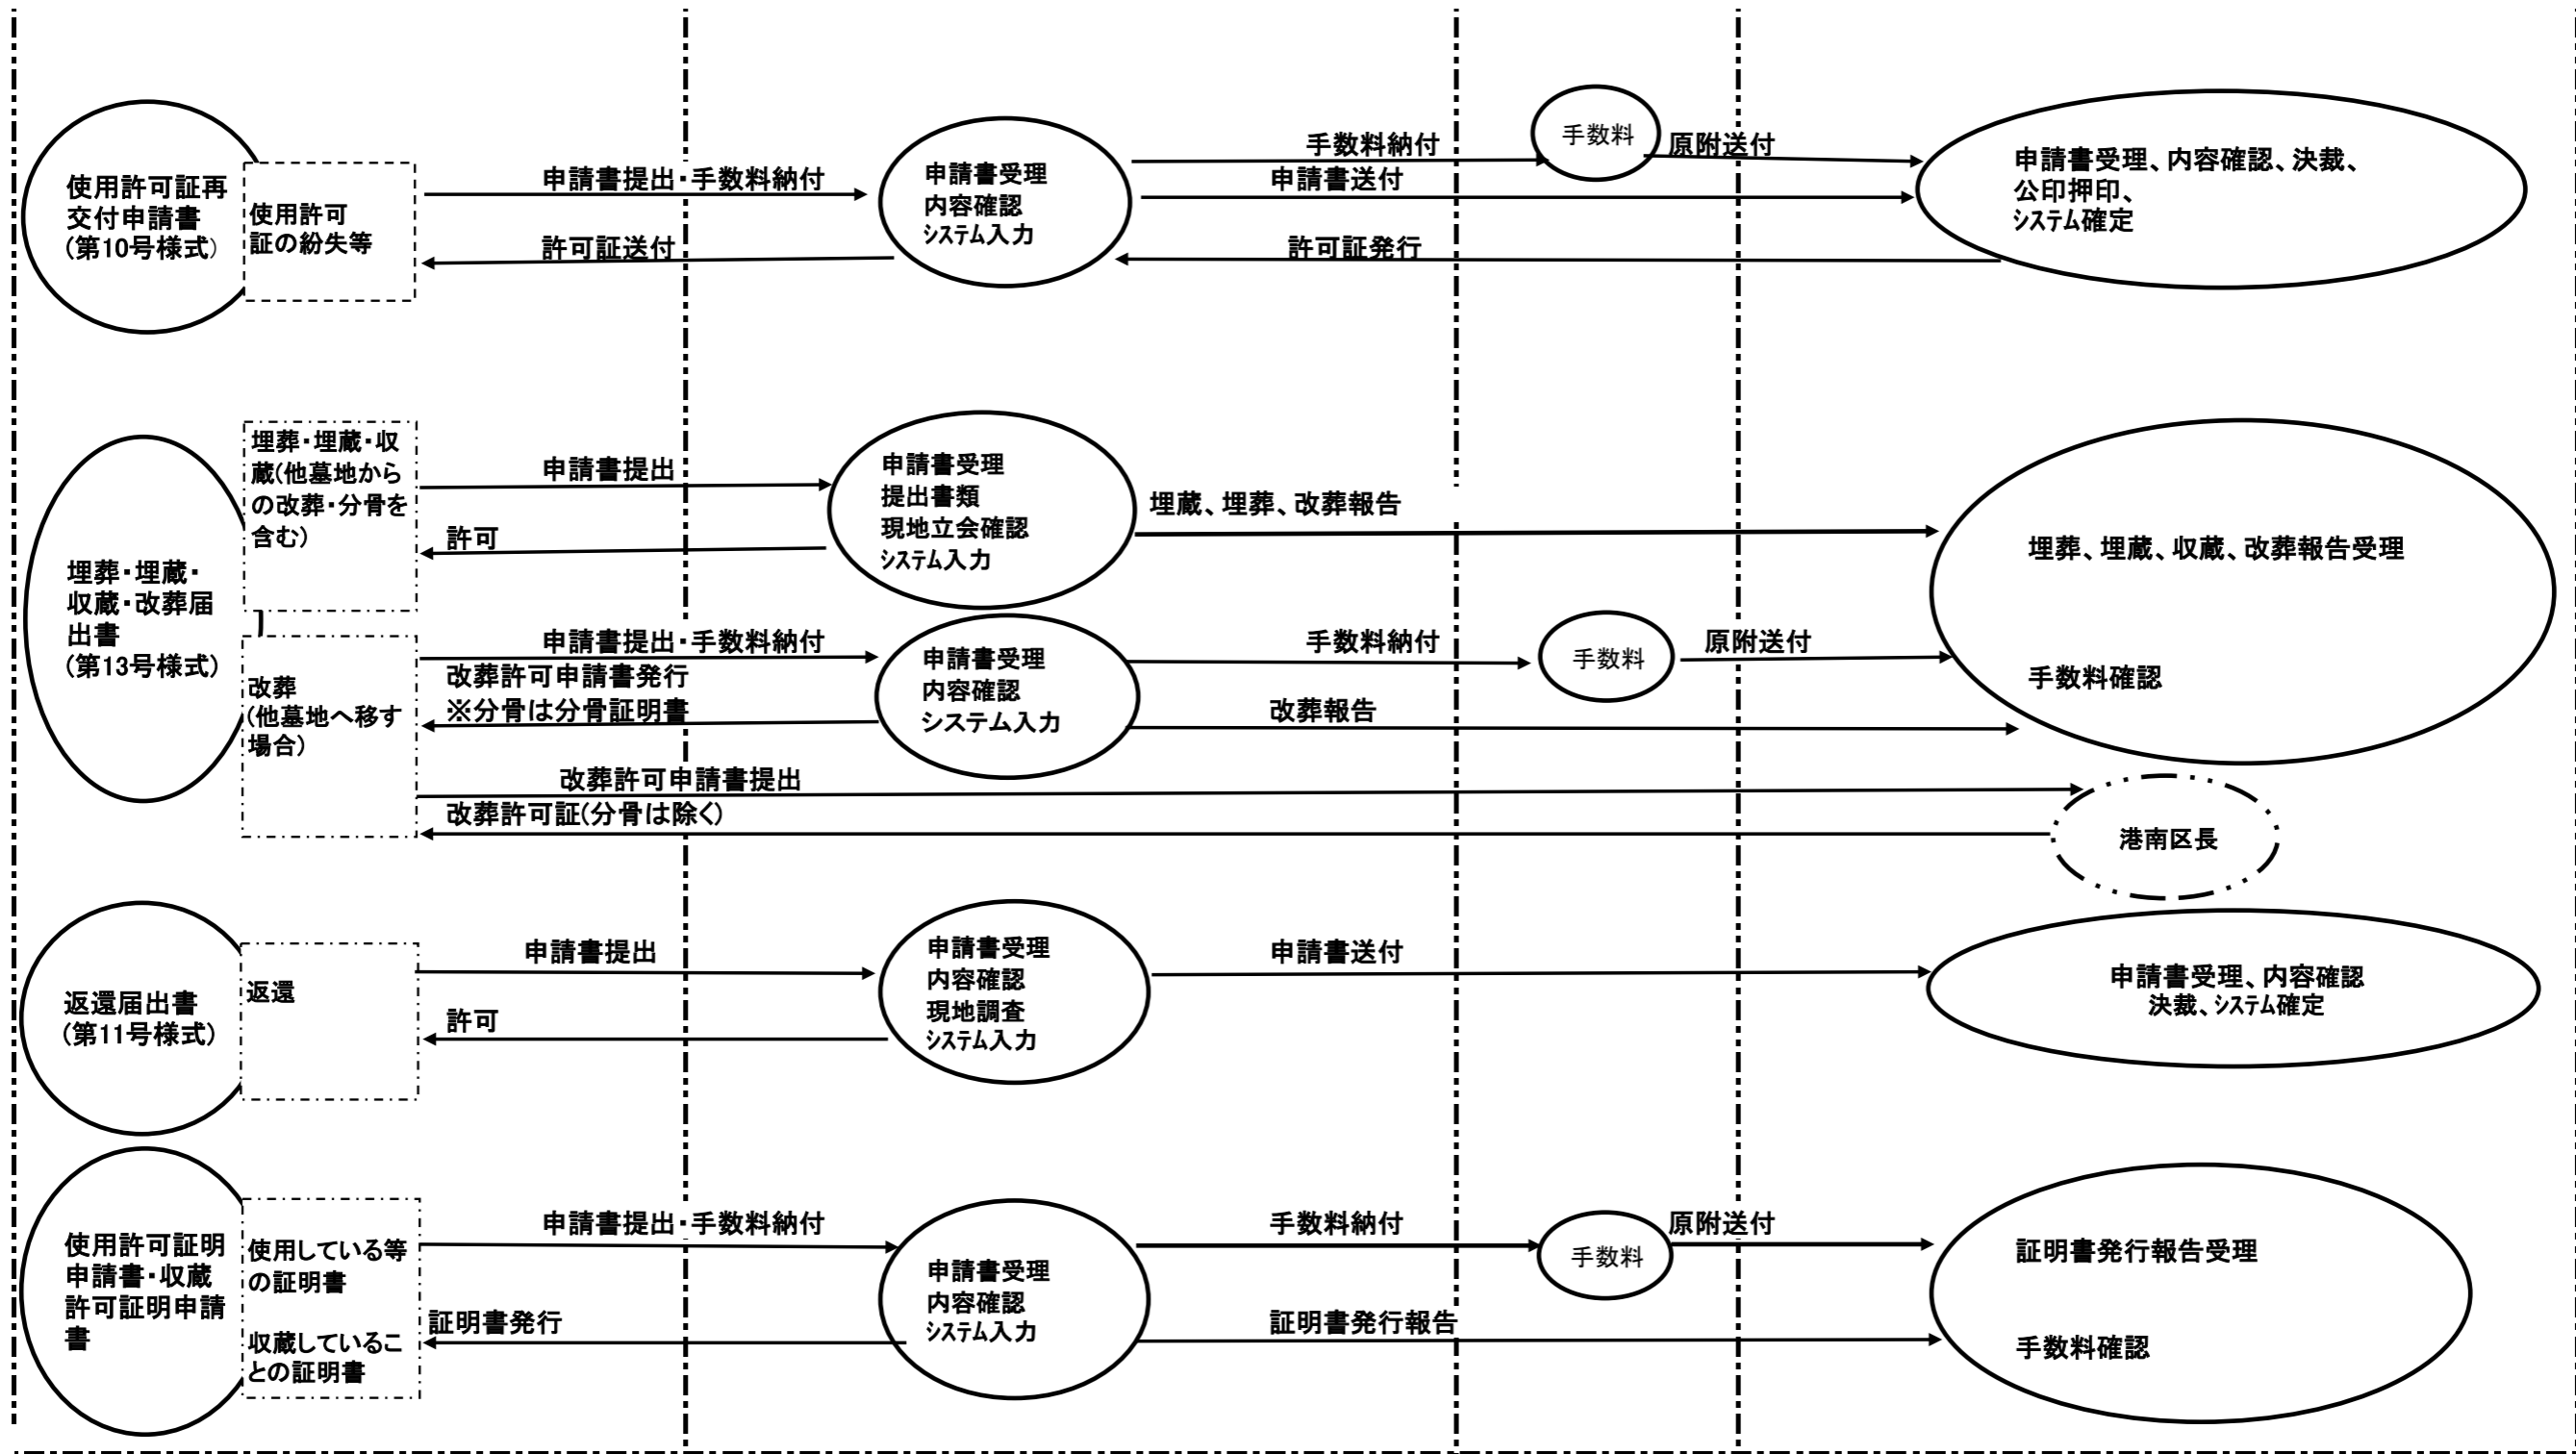 使用許可証再
交付申請書
(第10号様式)
使用許可
証の紛失等
申請書提出・手数料納付
許可証送付
申請書受理
内容確認
ｼｽﾃﾑ入力
手数料納付
申請書送付
許可証発行
手数料
原附送付
申請書受理、内容確認、決裁、
公印押印、
ｼｽﾃﾑ確定
埋葬・埋蔵・
収蔵・改葬届
出書
(第13号様式)
埋葬・埋蔵・収
蔵(他墓地から
の改葬・分骨を
含む)
申請書提出
許可
申請書受理
提出書類
現地立会確認
ｼｽﾃﾑ入力
埋蔵、埋葬、改葬報告
埋葬、埋蔵、収蔵、改葬報告受理
手数料確認
改葬
(他墓地へ移す
場合)
申請書提出・手数料納付
改葬許可申請書発行
※分骨は分骨証明書
申請書受理
内容確認
システム入力
手数料納付
改葬報告
手数料
原附送付
改葬許可申請書提出
改葬許可証(分骨は除く)
港南区長
返還届出書
(第11号様式)
返還
申請書提出
許可
申請書受理
内容確認
現地調査
ｼｽﾃﾑ入力
申請書送付
申請書受理、内容確認
決裁、ｼｽﾃﾑ確定
使用許可証明
申請書・収蔵
許可証明申請
書
使用している等
の証明書
収蔵しているこ
との証明書
申請書提出・手数料納付
証明書発行
申請書受理
内容確認
ｼｽﾃﾑ入力
手数料納付
証明書発行報告
手数料
原附送付
証明書発行報告受理
手数料確認